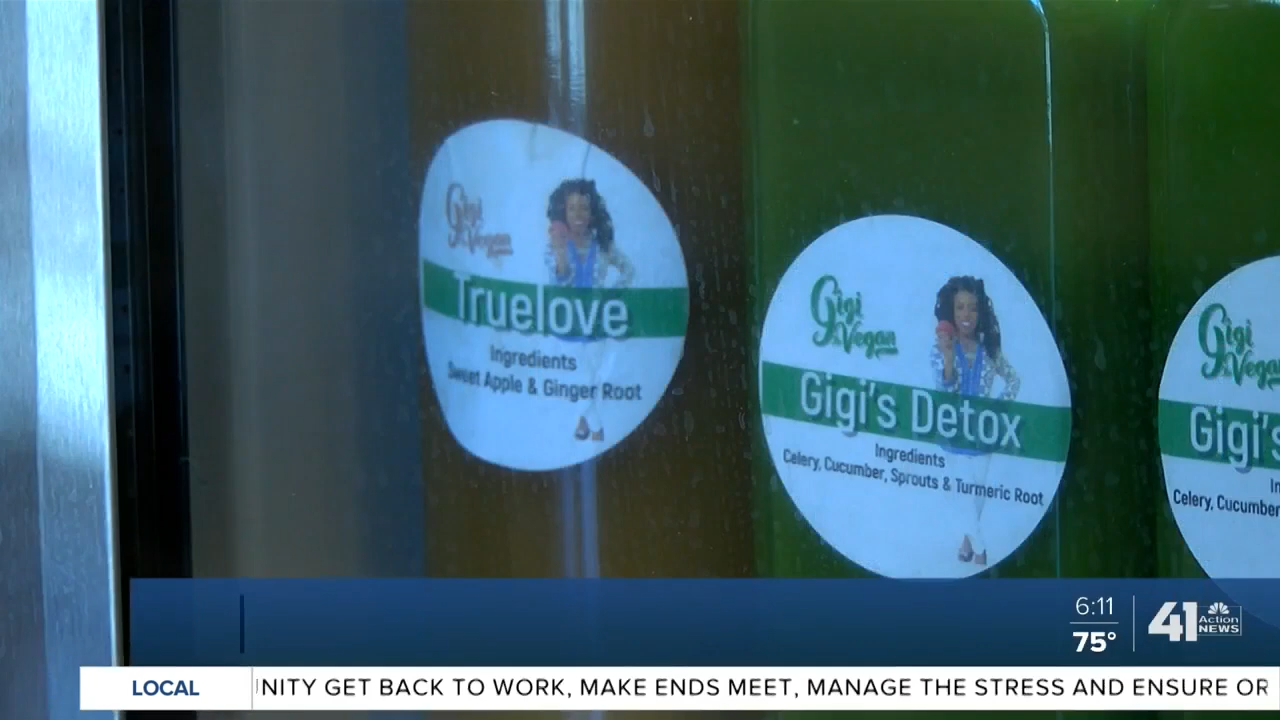 Gigi
Vegan
Truelove
Ingredients
Sweet Apple & Ginger Root
Gigi
Vegan
Gigi's Detox
Ingredients
Celery, Cucumber, Sprouts & Turmeric Root
Gigi
Vegan
Gigi's
In
Celery, Cucumber
6:11
75°
41 Action
NEWS
LOCAL
NITY GET BACK TO WORK, MAKE ENDS MEET, MANAGE THE STRESS AND ENSURE OR